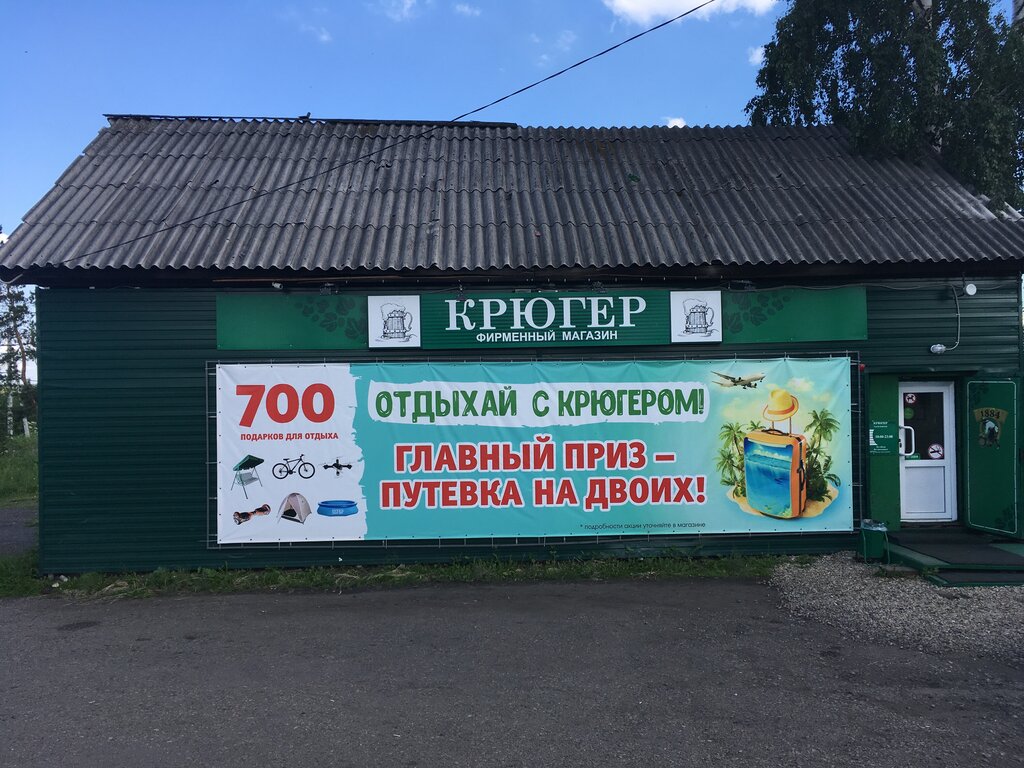 КРЮГЕР
ФИРМЕННЫЙ МАГАЗИН
700
ПОДАРКОВ ДЛЯ ОТДЫХА
ОТДЫХАЙ С КРЮГЕРОМ!
ГЛАВНЫЙ ПРИЗ –
ПУТЕВКА НА ДВОИХ!
* подробности акции уточняйте в магазине
КРЮГЕР
1884